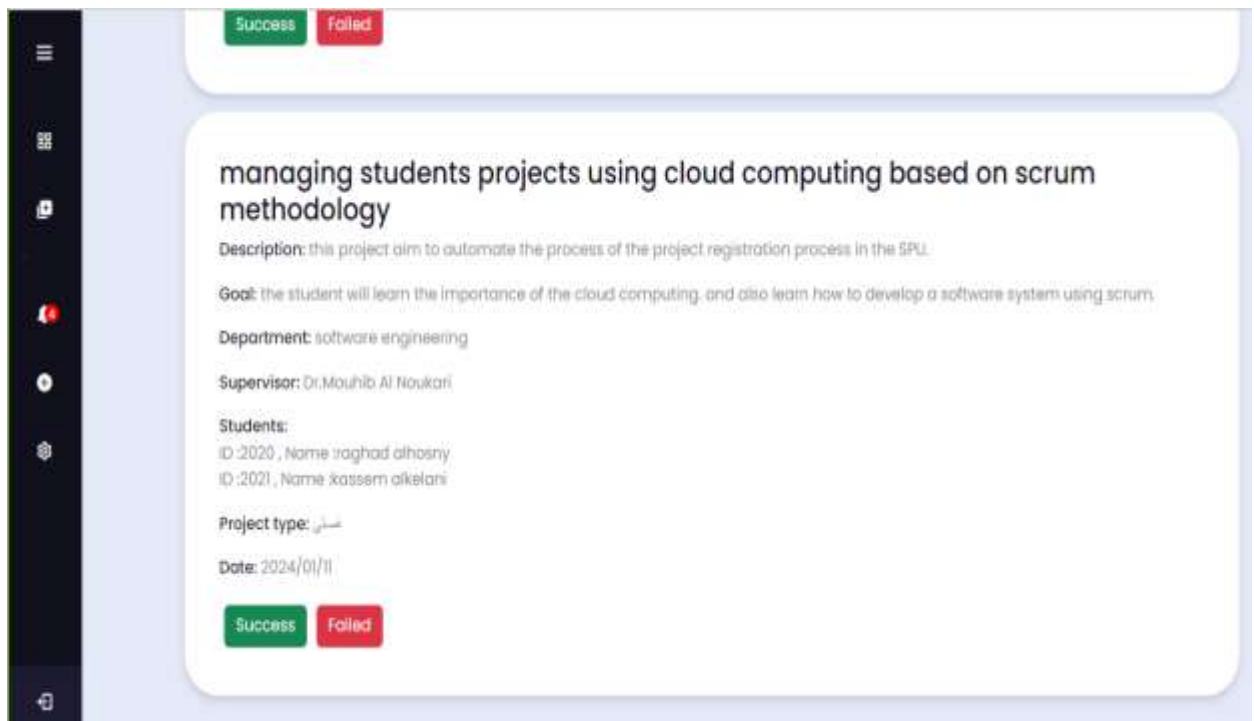 Success Failed
managing students projects using cloud computing based on scrum
methodology
Description: this project aim to automate the process of the project registration process in the SPU.
Goal: the student will learn the importance of the cloud computing. and also learn how to develop a software system using scrum.
Department: software engineering
Supervisor: Dr.Mouhib Al Noukari
Students:
ID :2020 , Name :raghad alhosny
ID :2021 , Name :kassem alkelani
Project type:
Date: 2024/01/11
Success Failed